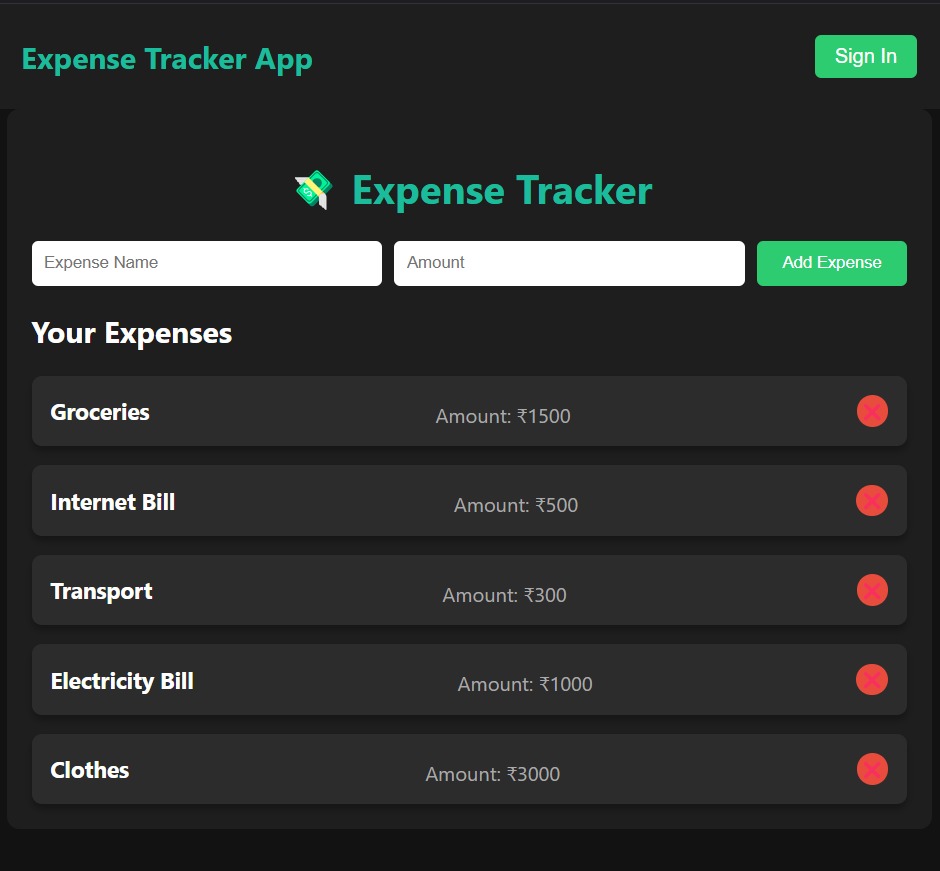 Expense Tracker App
Sign In
💸 Expense Tracker
Expense Name Amount Add Expense
Your Expenses
Groceries Amount: ₹1500
Internet Bill Amount: ₹500
Transport Amount: ₹300
Electricity Bill Amount: ₹1000
Clothes Amount: ₹3000